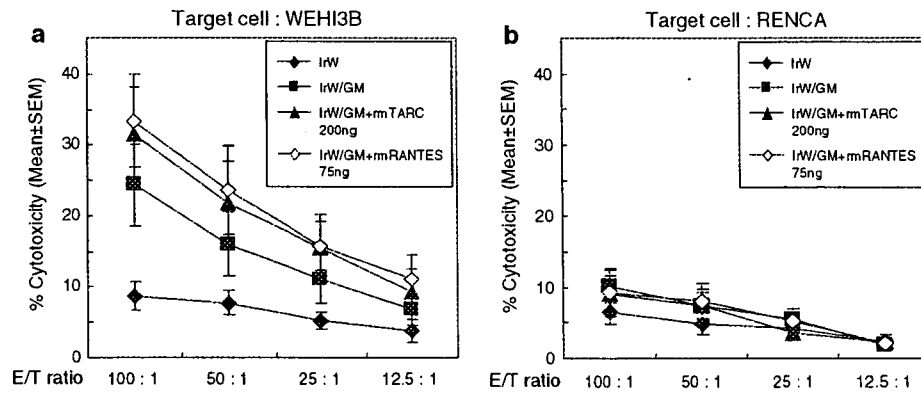 Target cell : WEHI3B
a
% Cytotoxicity (Mean±SEM)
40
30
20
10
0
IrW
IrW/GM
IrW/GM+rmTARC
200ng
IrW/GM+rmRANTES
75ng
E/T ratio
100 : 1
50 : 1
25 : 1
12.5 : 1
Target cell : RENCA
b
% Cytotoxicity (Mean±SEM)
40
30
20
10
0
IrW
IrW/GM
IrW/GM+rmTARC
200ng
IrW/GM+rmRANTES
75ng
E/T ratio
100 : 1
50 : 1
25 : 1
12.5 : 1